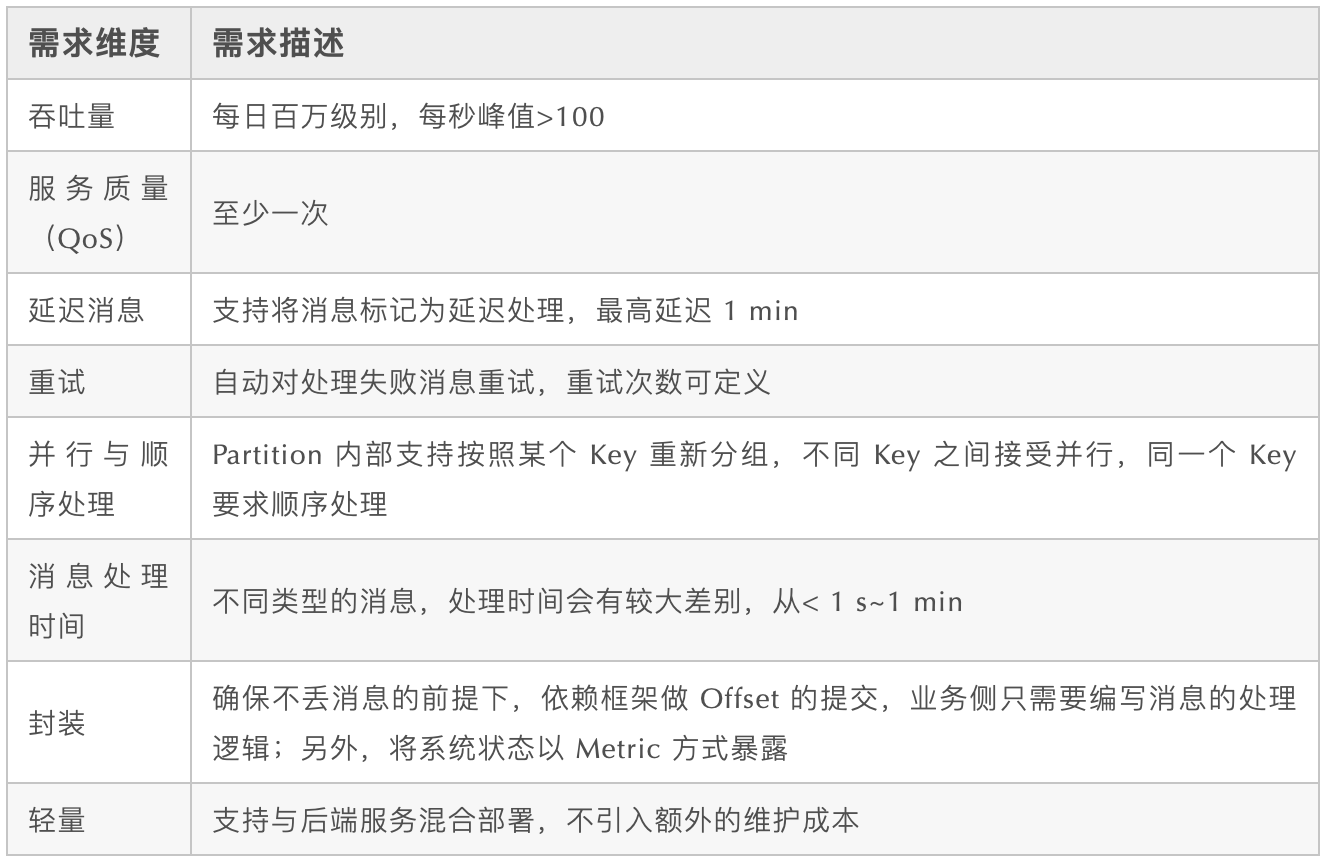 需求维度
需求描述
吞吐量
每日百万级别，每秒峰值>100
服务质量
（QoS）
至少一次
延迟消息
支持将消息标记为延迟处理，最高延迟 1 min
重试
自动对处理失败消息重试，重试次数可定义
并行与顺
序处理
Partition 内部支持按照某个 Key 重新分组，不同 Key 之间接受并行，同一个 Key
要求顺序处理
消息处理
时间
不同类型的消息，处理时间会有较大差别，从< 1 s~1 min
封装
确保不丢消息的前提下，依赖框架做 Offset 的提交，业务侧只需要编写消息的处理
逻辑；另外，将系统状态以 Metric 方式暴露
轻量
支持与后端服务混合部署，不引入额外的维护成本